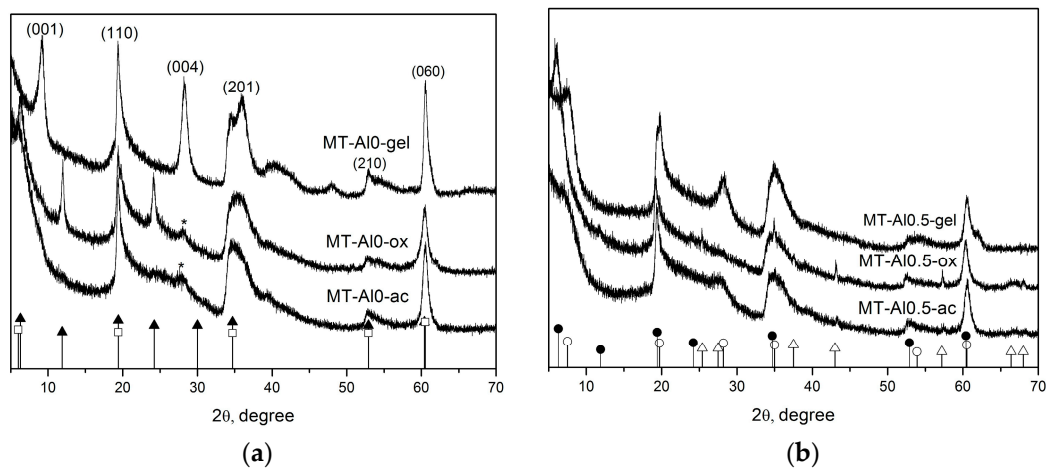 (001)
(110)
(004)
(201)
(060)
MT-Al0-gel
(210)
*
MT-Al0-ox
*
MT-Al0-ac
10 20 30 40 50 60 70
2θ, degree
(a)
MT-Al0.5-gel
MT-Al0.5-ox
MT-Al0.5-ac
10 20 30 40 50 60 70
2θ, degree
(b)